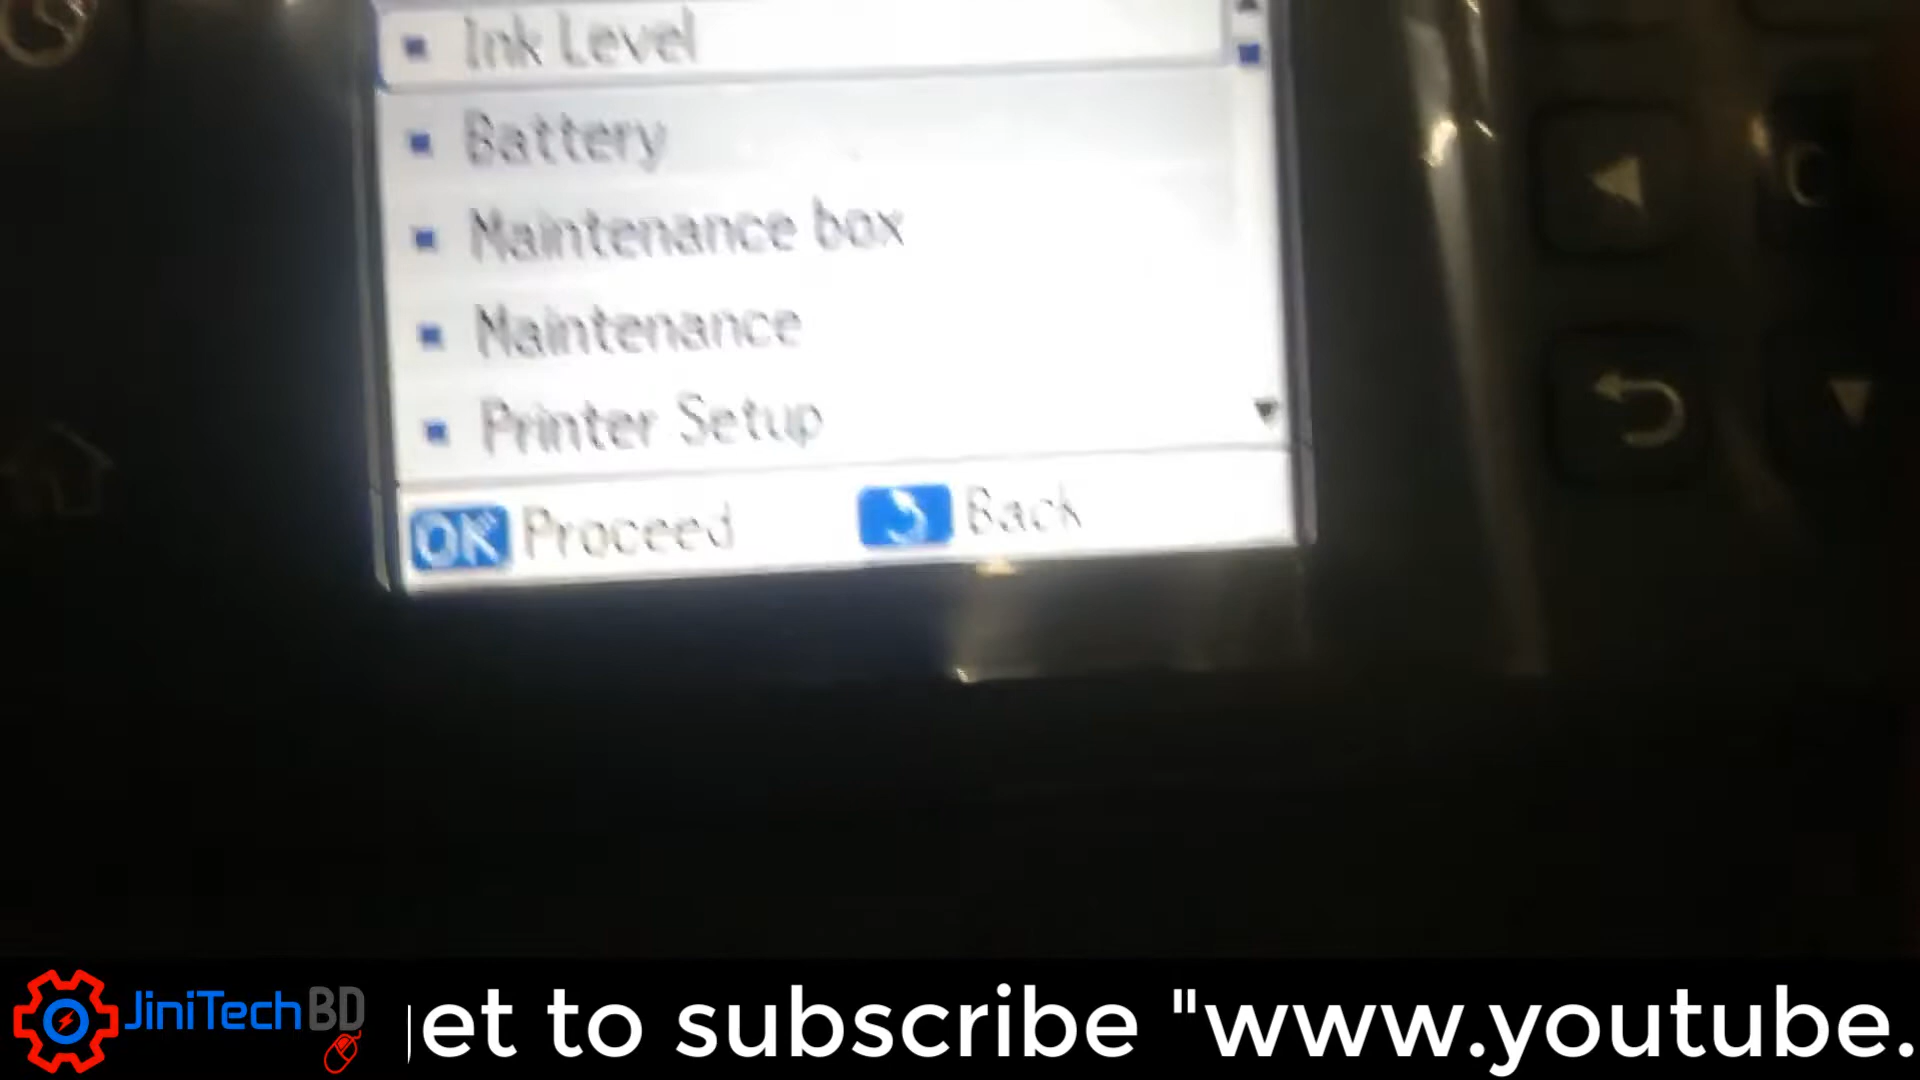 Ink Level
Battery
Maintenance box
Maintenance
Printer Setup
OK Proceed Back
JiniTechBD
et to subscribe "www.youtube.